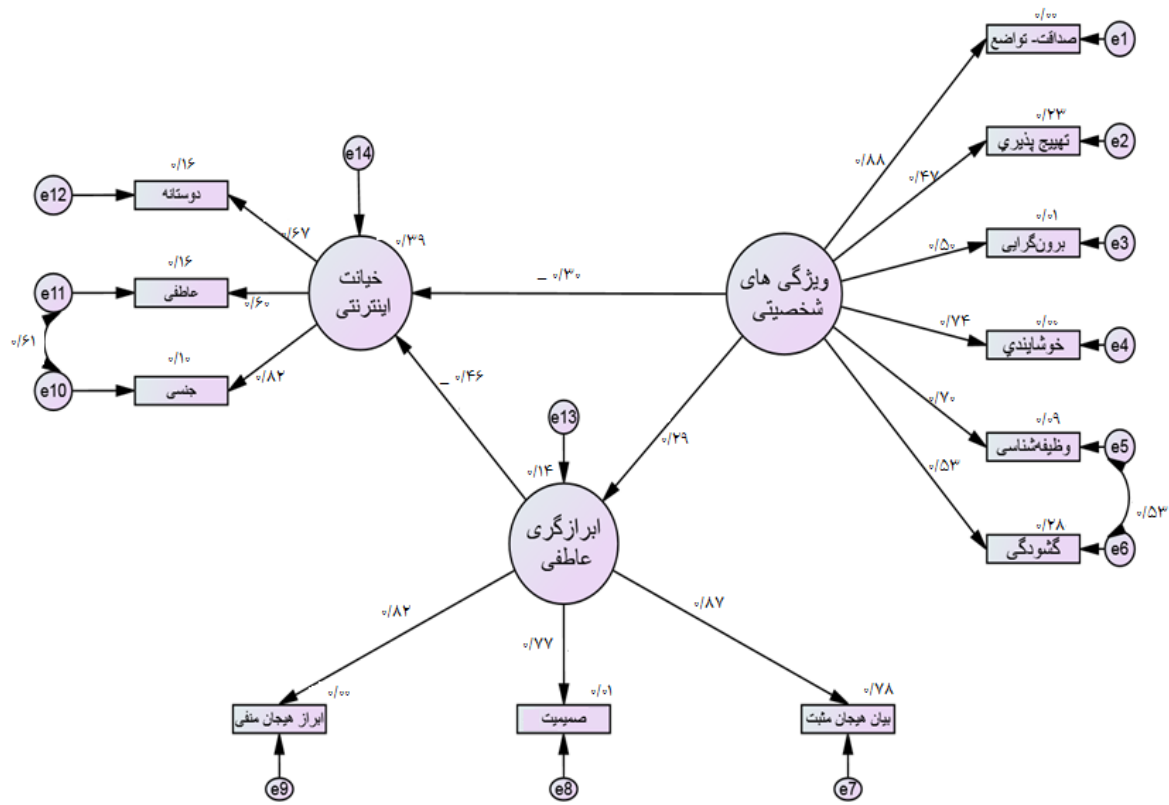 ۰/۰۰
صداقت- تواضع
e1
۰/۸۸
۰/۲۳
تهییج پذیري
e2
۰/۴۷
۰/۰۱
برون‌گرایی
e3
۰/۵۰
۰/۰۰
خوشایندي
e4
۰/۷۴
۰/۰۹
وظیفه‌شناسی
e5
۰/۷۰
۰/۲۸
گشودگی
e6
۰/۵۳
۰/۵۳
ویژگی های
شخصیتی
_ ۰/۳۰
۰/۲۹
e14
_ ۰/۳۹
خیانت
اینترنتی
۰/۱۶
دوستانه
e12
۰/۶۷
۰/۱۶
عاطفی
e11
۰/۶۰
۰/۶۱
۰/۱۰
جنسی
e10
۰/۸۲
_ ۰/۴۶
e13
۰/۱۴
ابرازگری
عاطفی
۰/۸۷
۰/۷۷
۰/۸۲
۰/۷۸
بیان هیجان مثبت
e7
۰/۰۱
صمیمیت
e8
_ ۰/۰۰
ابراز هیجان منفی
e9